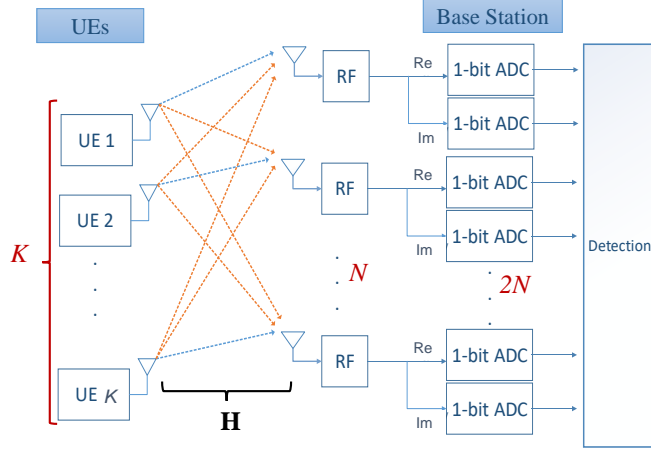 UEs
Base Station
RF
Re
1-bit ADC
Im
1-bit ADC
UE 1
RF
Re
1-bit ADC
Im
1-bit ADC
UE 2
K
N
2N
Detection
RF
Re
1-bit ADC
Im
1-bit ADC
UE K
H